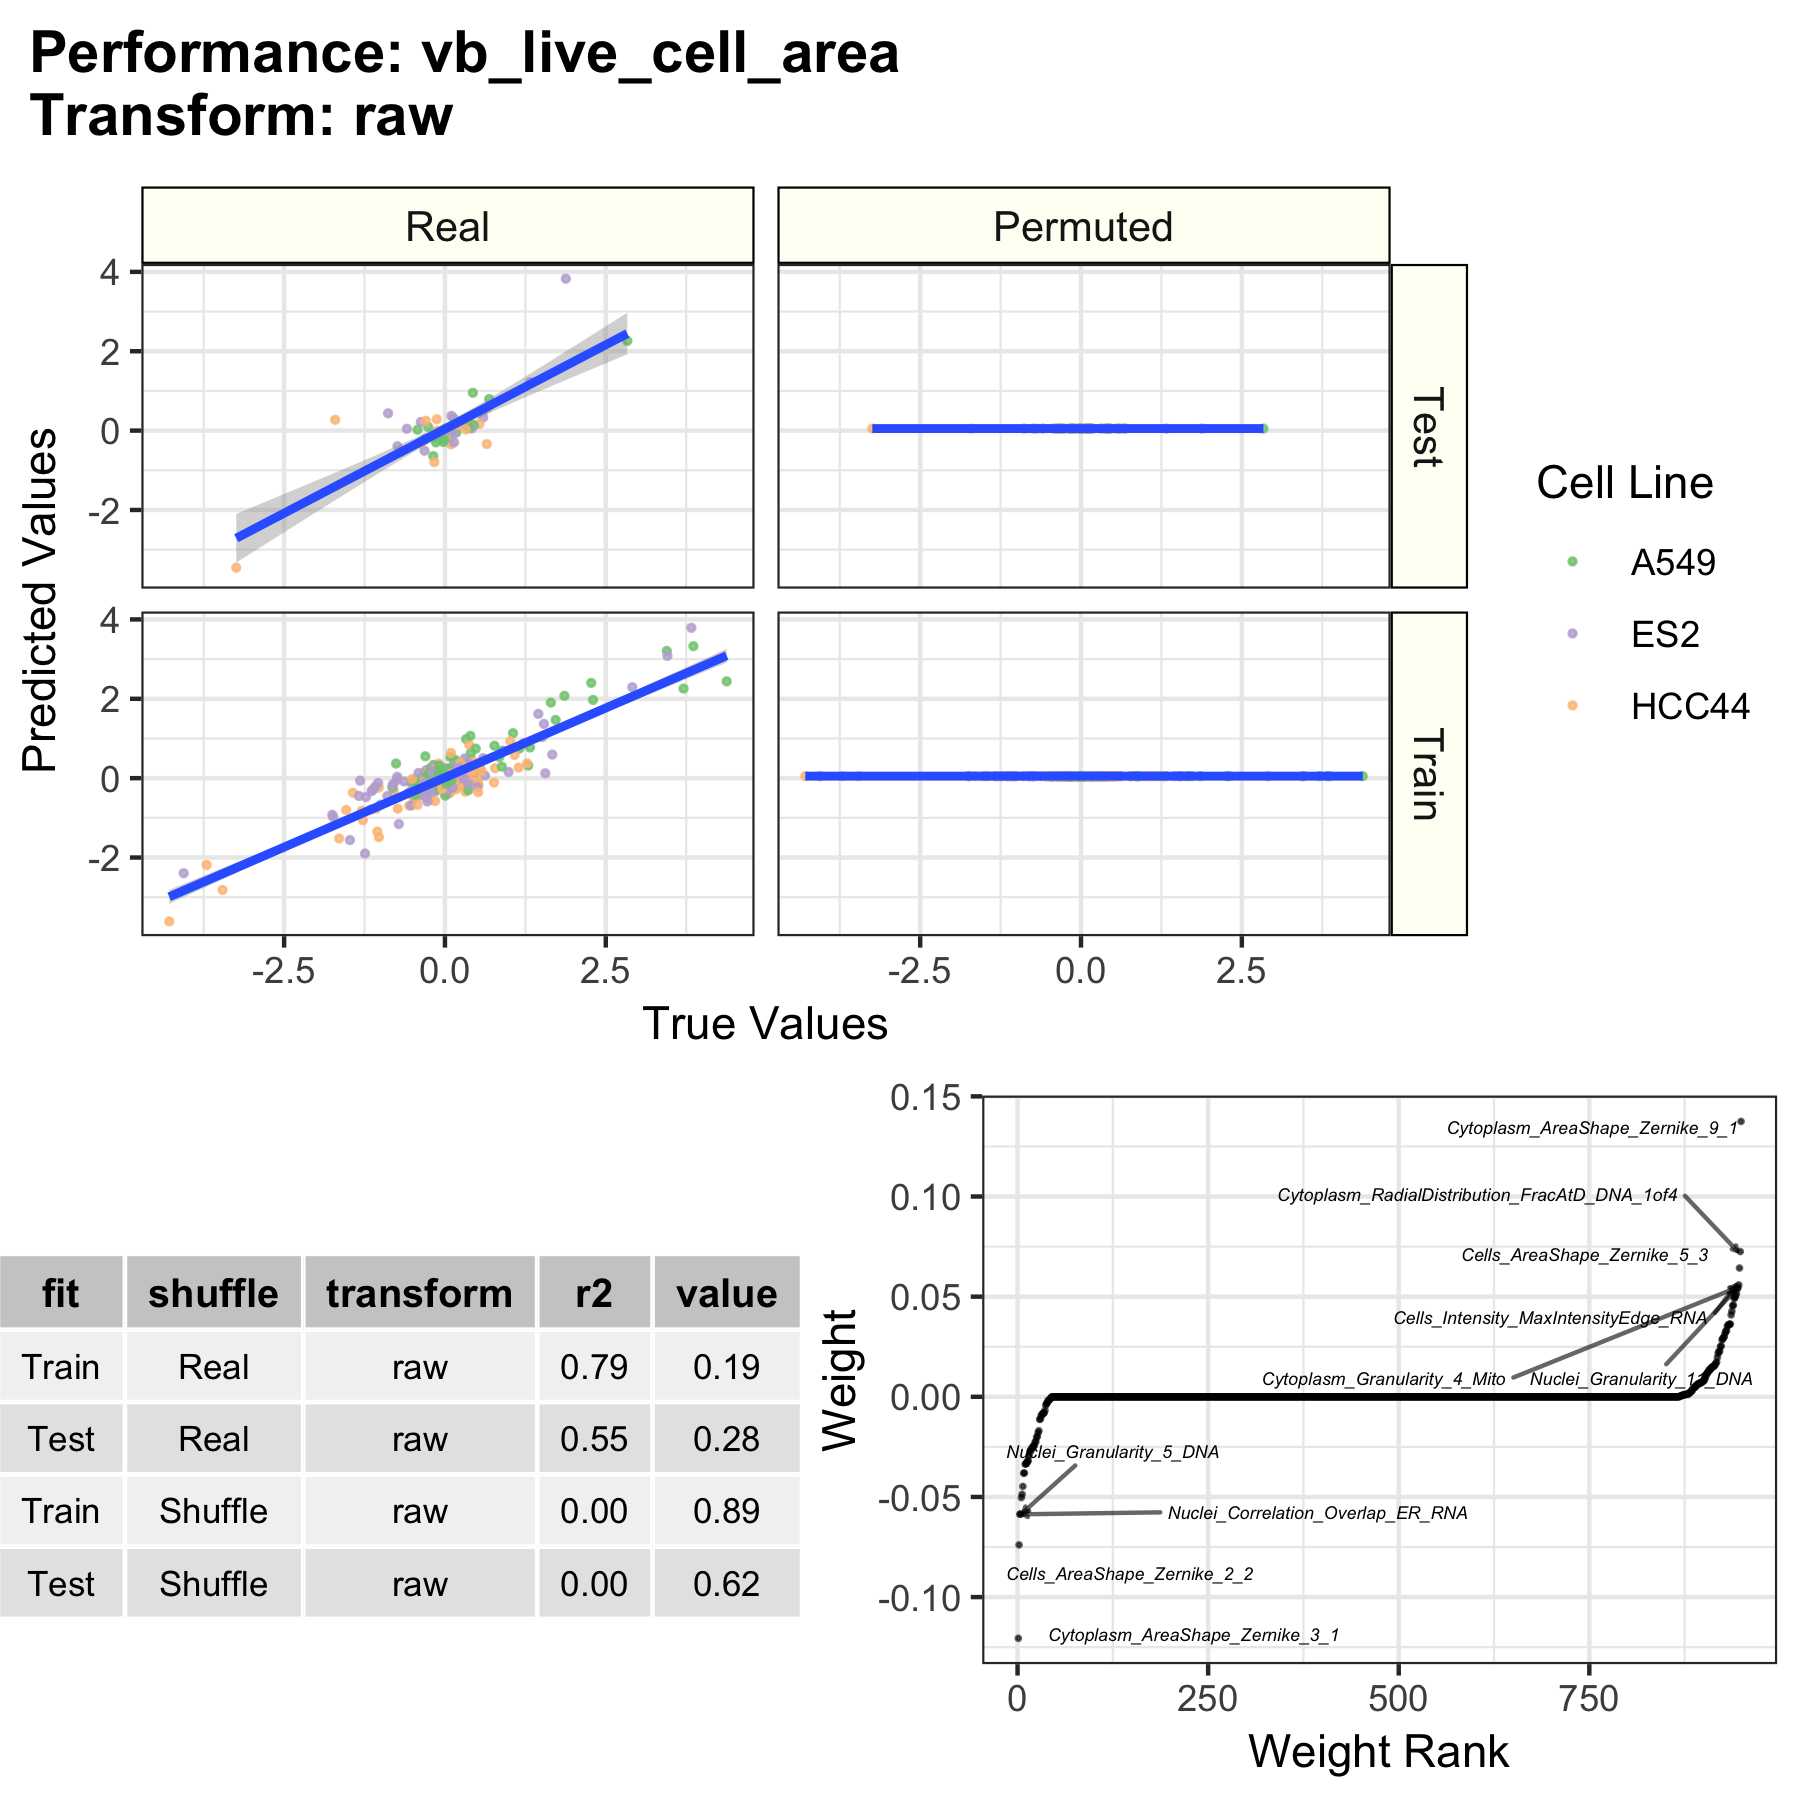 Performance: vb_live_cell_area
Transform: raw
Real
Permuted
4
2
0
-2
Test
4
2
0
-2
Train
Predicted Values
-2.5
0.0
2.5
-2.5
0.0
2.5
True Values
Cell Line
A549
ES2
HCC44
fit shuffle transform r2 value
Train Real raw 0.79 0.19
Test Real raw 0.55 0.28
Train Shuffle raw 0.00 0.89
Test Shuffle raw 0.00 0.62
Weight
0.15
0.10
0.05
0.00
-0.05
-0.10
Cytoplasm_AreaShape_Zernike_9_1
Cytoplasm_RadialDistribution_FracAtD_DNA_1of4
Cells_AreaShape_Zernike_5_3
Cells_Intensity_MaxIntensityEdge_RNA
Cytoplasm_Granularity_4_Mito
Nuclei_Granularity_5_DNA
Nuclei_Correlation_Overlap_ER_RNA
Cells_AreaShape_Zernike_2_2
Cytoplasm_AreaShape_Zernike_3_1
0
250
500
750
Weight Rank